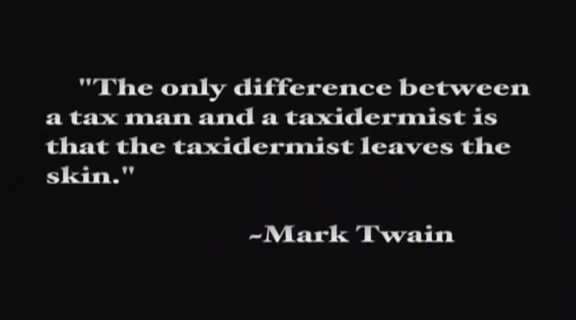 "The only difference between
a tax man and a taxidermist is
that the taxidermist leaves the
skin."
~Mark Twain